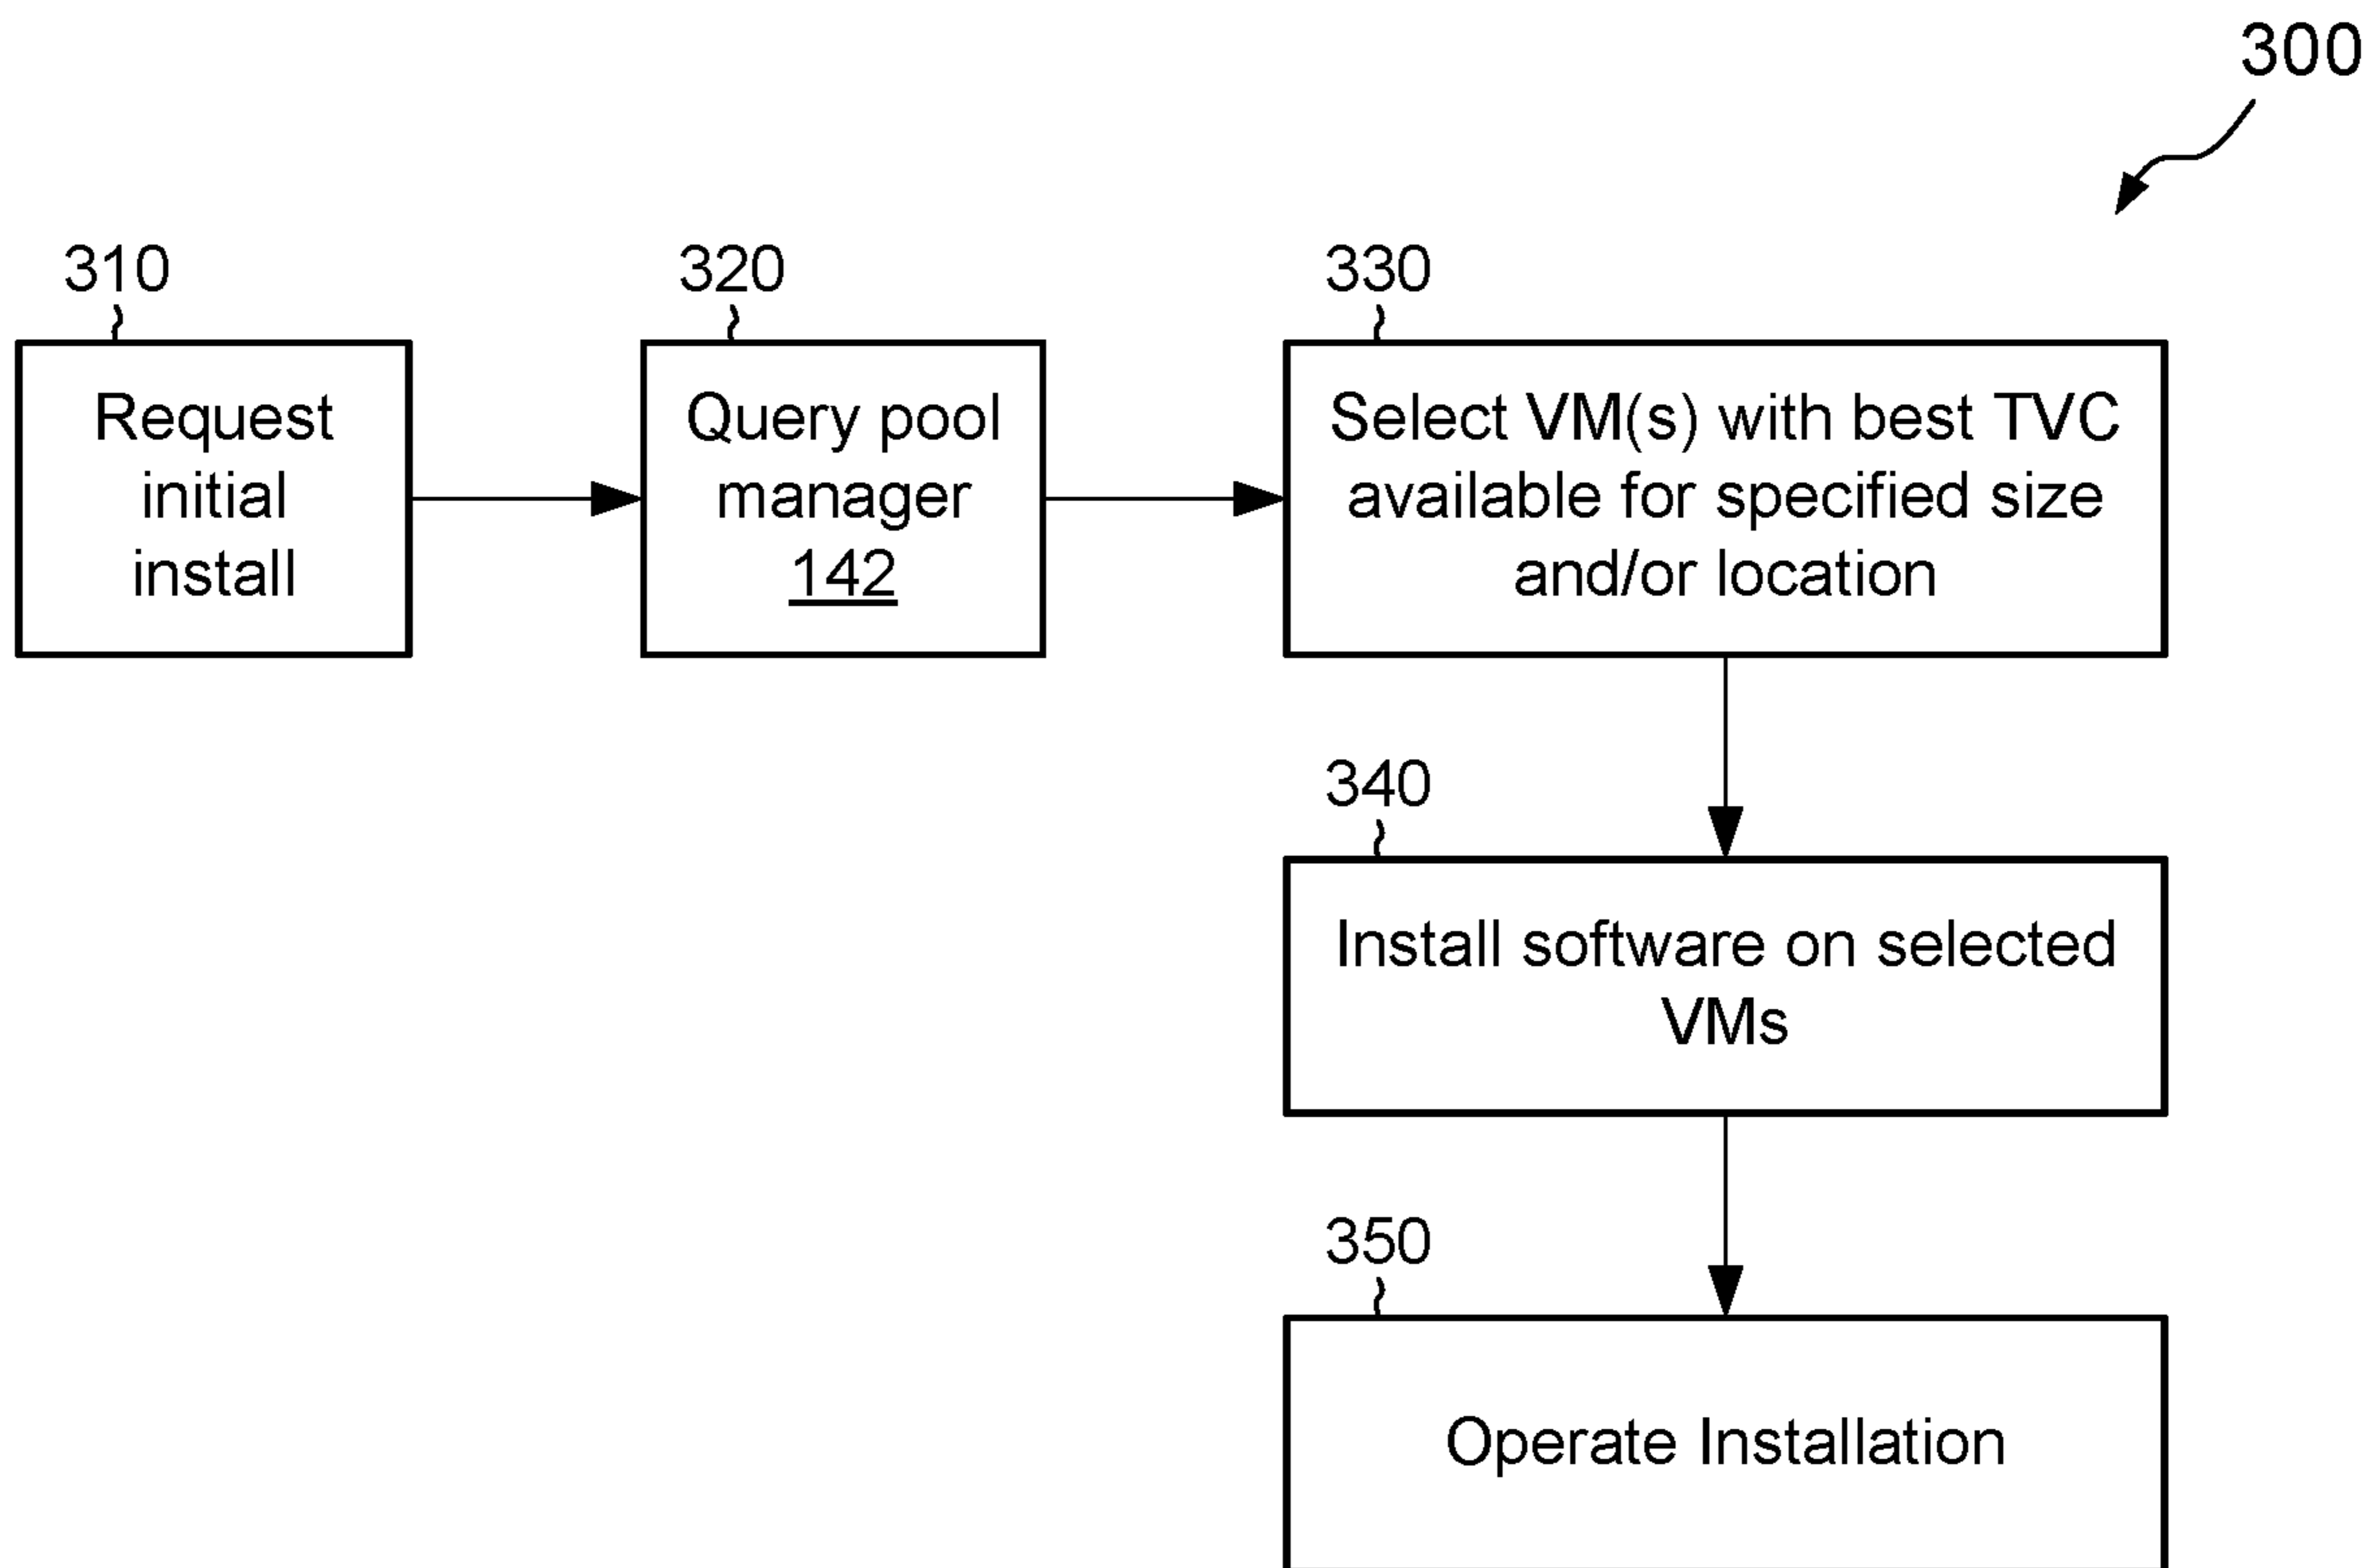 300
310
Request
initial
install
320
Query pool
manager
142
330
Select VM(s) with best TVC
available for specified size
and/or location
340
Install software on selected
VMs
350
Operate Installation